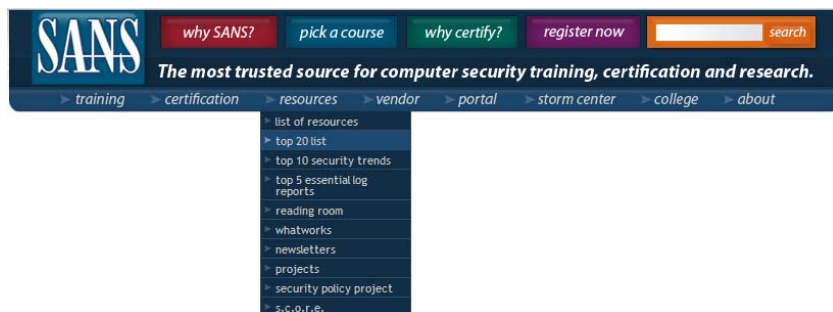 SANS
why SANS?
pick a course
why certify?
register now
search
The most trusted source for computer security training, certification and research.
training
certification
resources
vendor
portal
storm center
college
about
list of resources
top 20 list
top 10 security trends
top 5 essential log
reports
reading room
whatworks
newsletters
projects
security policy project
s.c.o.r.e.